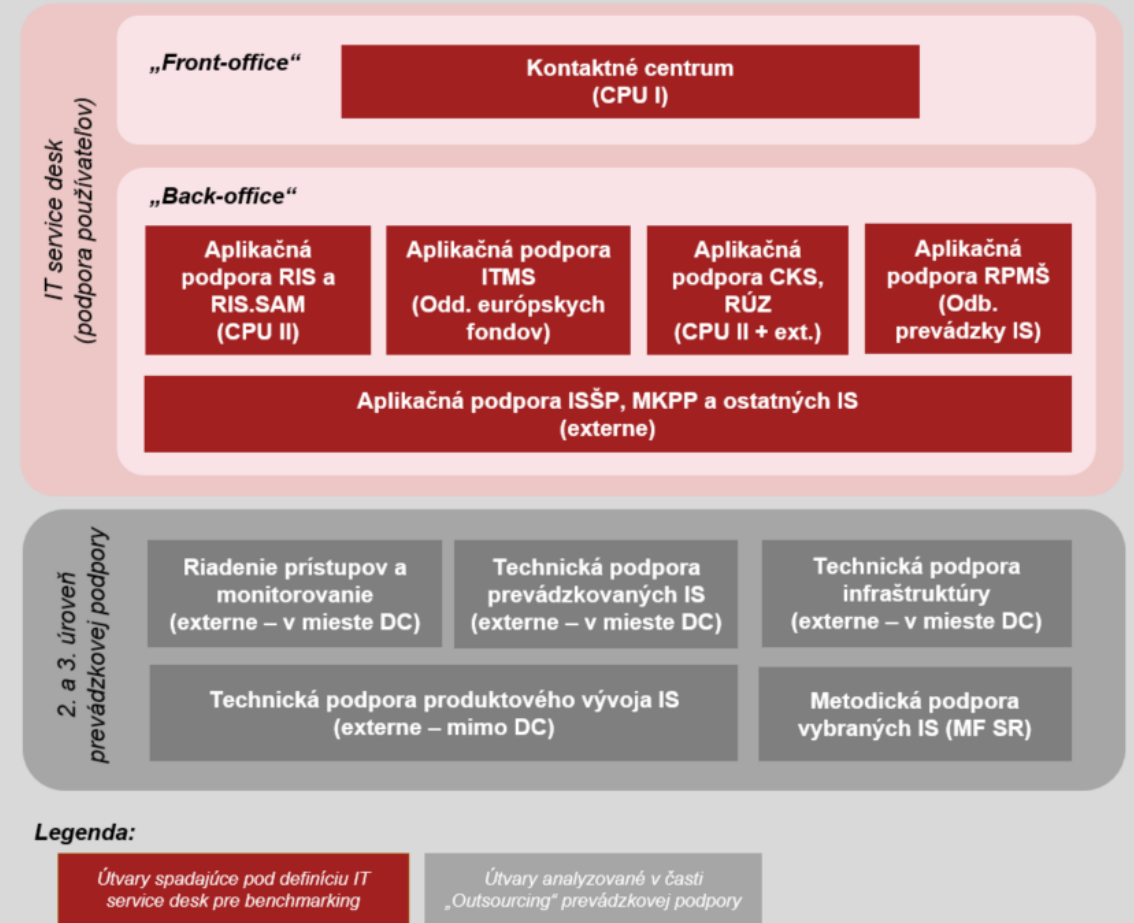 IT service desk
(podpora používateľov)
„Front-office“
Kontaktné centrum
(CPU I)
„Back-office“
Aplikačná
podpora RIS a
RIS.SAM
(CPU II)
Aplikačná podpora
ITMS
(Odd. európskych
fondov)
Aplikačná
podpora CKS,
RÚZ
(CPU II + ext.)
Aplikačná
podpora RPMŠ
(Odb.
prevádzky IS)
Aplikačná podpora ISŠP, MKPP a ostatných IS
(externe)
2. a 3. úroveň
prevádzkovej podpory
Riadenie prístupov a
monitorovanie
(externe – v mieste DC)
Technická podpora
prevádzkovaných IS
(externe – v mieste DC)
Technická podpora
infraštruktúry
(externe – v mieste DC)
Technická podpora produktového vývoja IS
(externe – mimo DC)
Metodická podpora
vybraných IS (MF SR)
Legenda:
Útvary spadajúce pod definíciu IT
service desk pre benchmarking
Útvary analyzované v časti
„Outsourcing“ prevádzkovej podpory